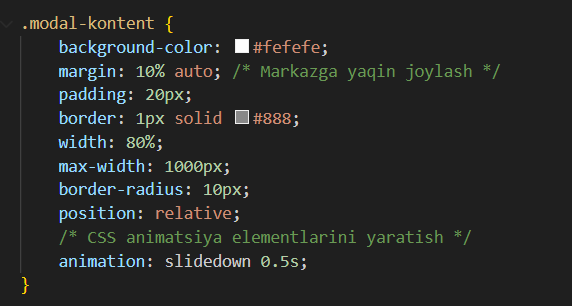 .modal-kontent {
background-color: #fefefe;
margin: 10% auto; /* Markazga yaqin joylash */
padding: 20px;
border: 1px solid #888;
width: 80%;
max-width: 1000px;
border-radius: 10px;
position: relative;
/* CSS animatsiya elementlarini yaratish */
animation: slidedown 0.5s;
}